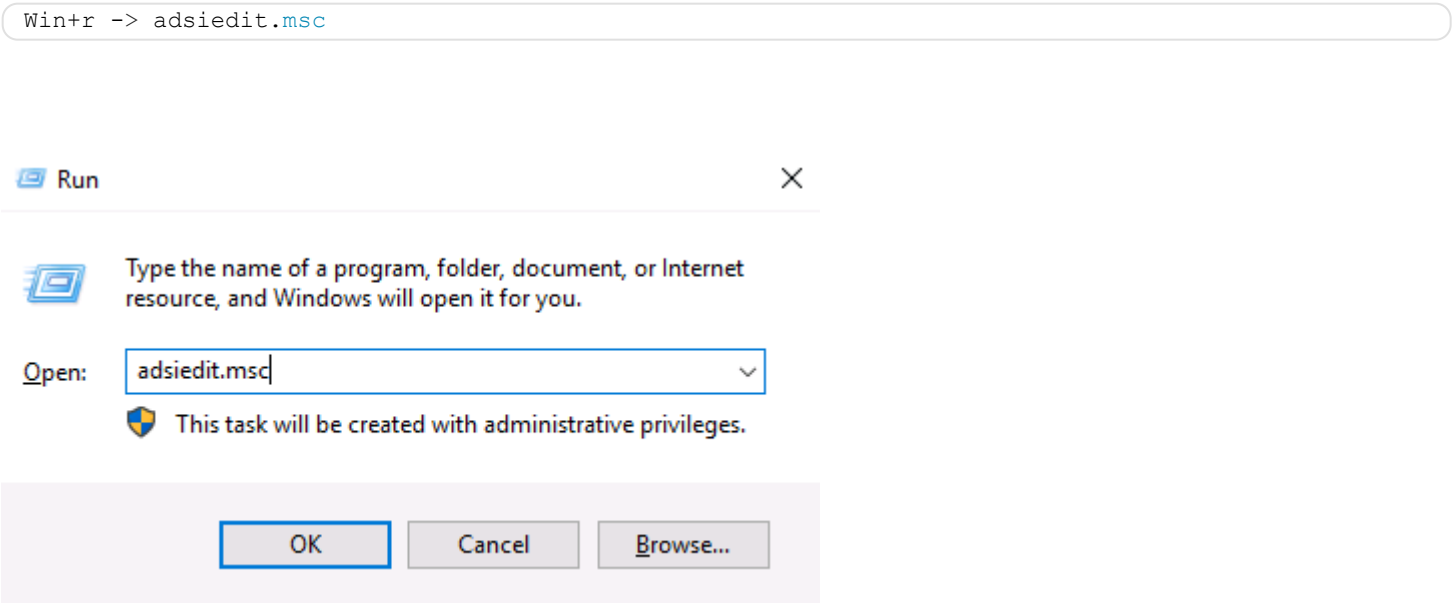 Win+r -> adsiedit.msc
Run
Type the name of a program, folder, document, or Internet
resource, and Windows will open it for you.
Open: adsiedit.msc
This task will be created with administrative privileges.
OK Cancel Browse...